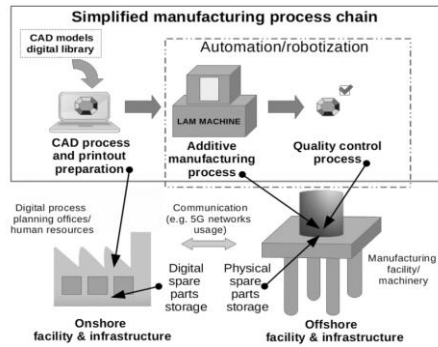 Simplified manufacturing process chain
CAD models
digital library
Automation/robotization
LAM MACHINE
CAD process
and printout
preparation
Additive
manufacturing
process
Quality control
process
Digital process
planning offices/
human resources
Communication
(e.g. 5G networks
usage)
Manufacturing
facility/
machinery
Digital
spare
parts
storage
Physical
spare
parts
storage
Onshore
facility & infrastructure
Offshore
facility & infrastructure